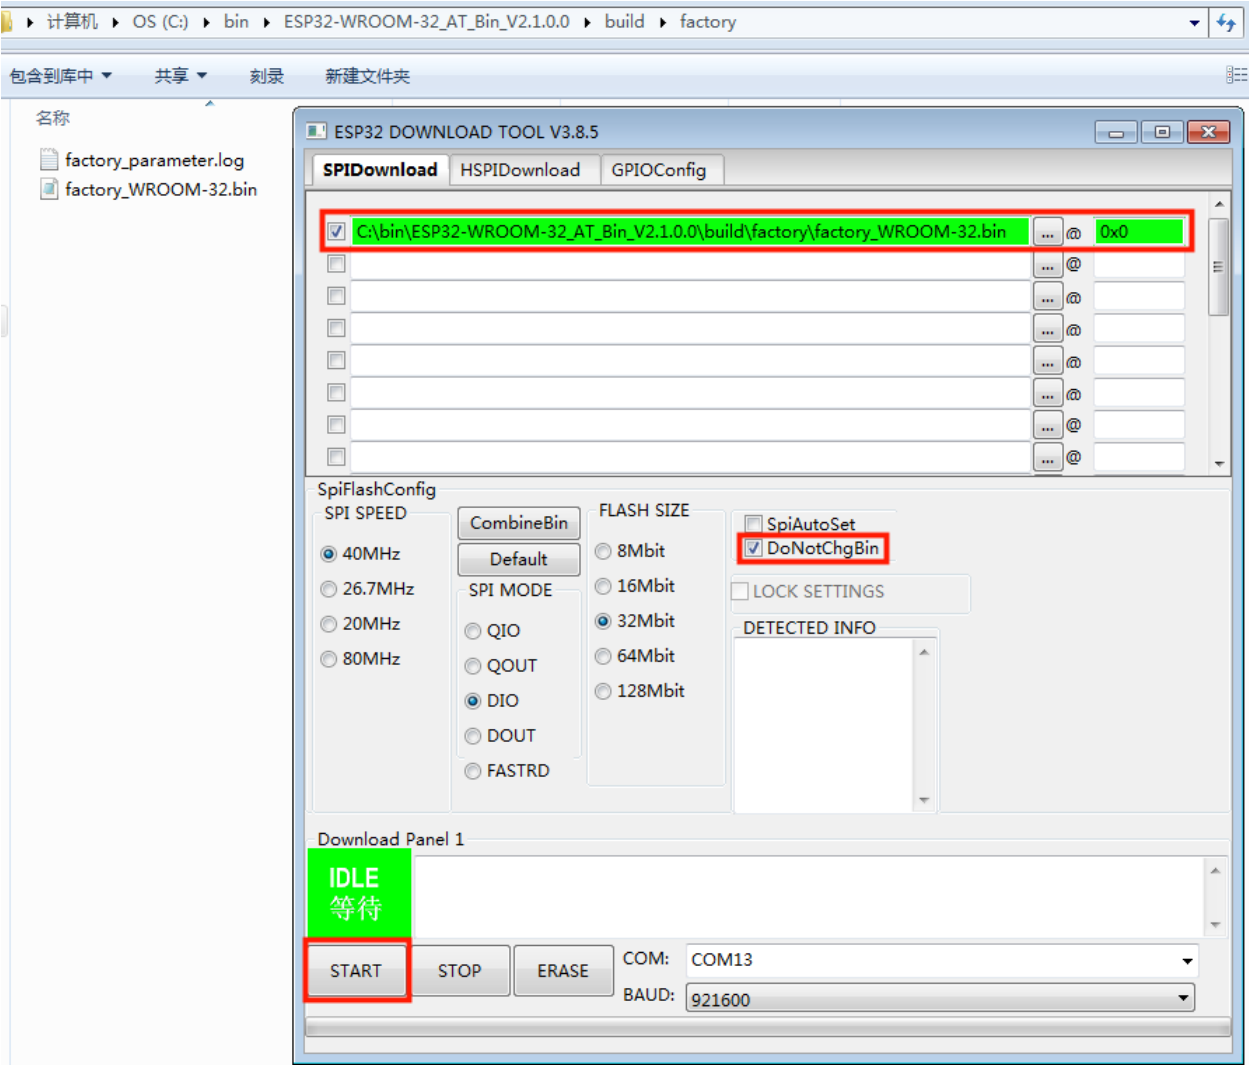 计算机 OS (C:) bin ESP32-WROOM-32_AT_Bin_V2.1.0.0 build factory
包含到库中 共享 刻录 新建文件夹
名称
factory_parameter.log
factory_WROOM-32.bin
ESP32 DOWNLOAD TOOL V3.8.5
SPIDownload HSPIDownload GPIOConfig
C:\bin\ESP32-WROOM-32_AT_Bin_V2.1.0.0\build\factory\factory_WROOM-32.bin ... @ 0x0
... @
... @
... @
... @
... @
... @
... @
SpiFlashConfig
SPI SPEED
40MHz
26.7MHz
20MHz
80MHz
CombineBin
Default
SPI MODE
QIO
QOUT
DIO
DOUT
FASTRD
FLASH SIZE
8Mbit
16Mbit
32Mbit
64Mbit
128Mbit
SpiAutoSet
DoNotChgBin
LOCK SETTINGS
DETECTED INFO
Download Panel 1
IDLE
等待
START STOP ERASE
COM: COM13
BAUD: 921600